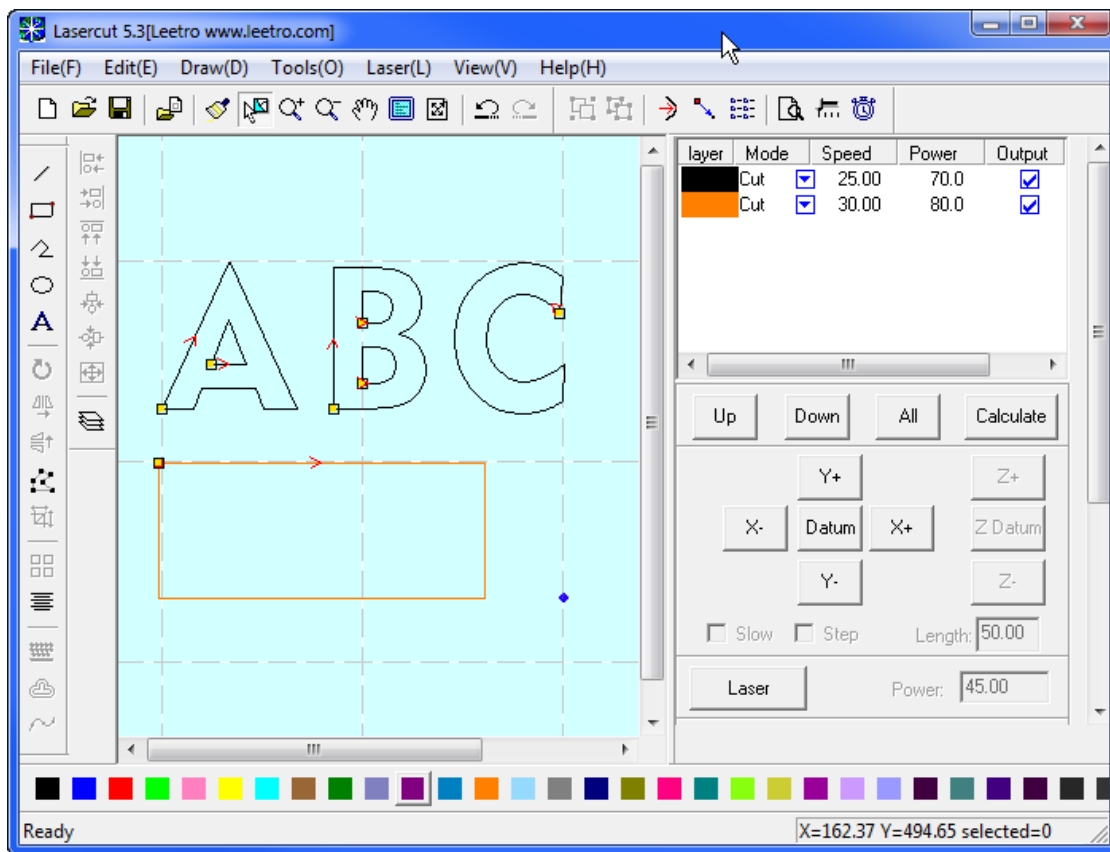 Lasercut 5.3[Leetro www.leetro.com]
File(F) Edit(E) Draw(D) Tools(O) Laser(L) View(V) Help(H)
layer Mode Speed Power Output
Cut 25.00 70.0
Cut 30.00 80.0
ABC
Up Down All Calculate
Y+ Z+
X- Datum X+ Z Datum
Y- Z-
Slow Step Length: 50.00
Laser Power: 45.00
Ready X=162.37 Y=494.65 selected=0